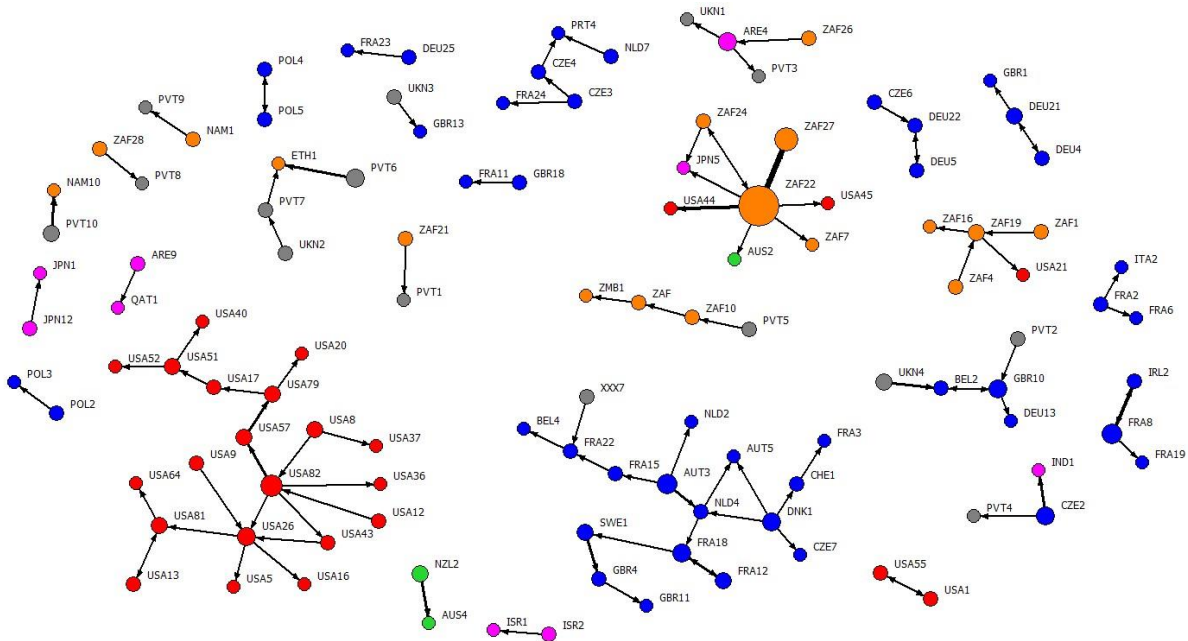 UKN1
ARE4
ZAF26
PVT3
PRT4
NLD7
CZE4
FRA24
CZE3
FRA23
DEU25
POL4
POL5
UKN3
GBR13
PVT9
NAM1
ZAF28
PVT8
ETH1
PVT6
PVT7
UKN2
NAM10
PVT10
FRA11
GBR18
ZAF24
ZAF27
JPN5
ZAF22
USA44
USA45
ZAF7
AUS2
CZE6
DEU22
DEU5
GBR1
DEU21
DEU4
ZAF21
PVT1
ZAF16
ZAF19
ZAF1
ZAF4
USA21
ITA2
FRA2
FRA6
JPN1
JPN12
ARE9
QAT1
ZMB1
ZAF
ZAF10
PVT5
USA40
USA52
USA51
USA17
USA20
USA79
POL3
POL2
USA57
USA8
USA37
USA9
USA82
USA36
USA64
USA12
USA81
USA26
USA43
USA13
USA5
USA16
XXX7
BEL4
FRA22
FRA15
NLD2
AUT3
AUT5
FRA3
CHE1
NLD4
DNK1
CZE7
SWE1
FRA18
FRA12
GBR4
GBR11
PVT2
UKN4
BEL2
GBR10
DEU13
IRL2
FRA8
FRA19
IND1
PVT4
CZE2
NZL2
AUS4
ISR1
ISR2
USA55
USA1